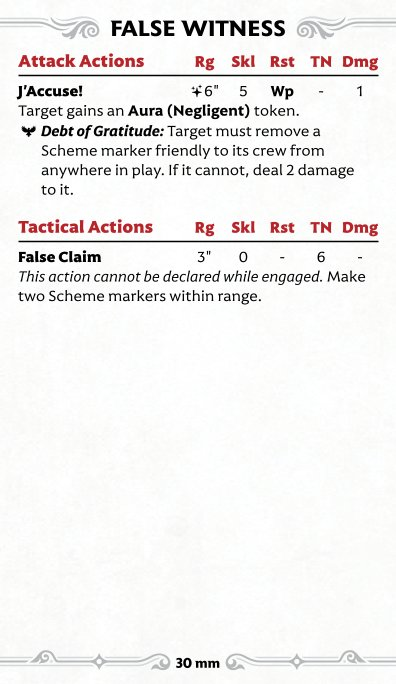 FALSE WITNESS
Attack Actions Rg Skl Rst TN Dmg
J'Accuse! 6" 5 Wp - 1
Target gains an Aura (Negligent) token.
Debt of Gratitude: Target must remove a
Scheme marker friendly to its crew from
anywhere in play. If it cannot, deal 2 damage
to it.
Tactical Actions Rg Skl Rst TN Dmg
False Claim 3" 0 - 6 -
This action cannot be declared while engaged. Make
two Scheme markers within range.
30 mm